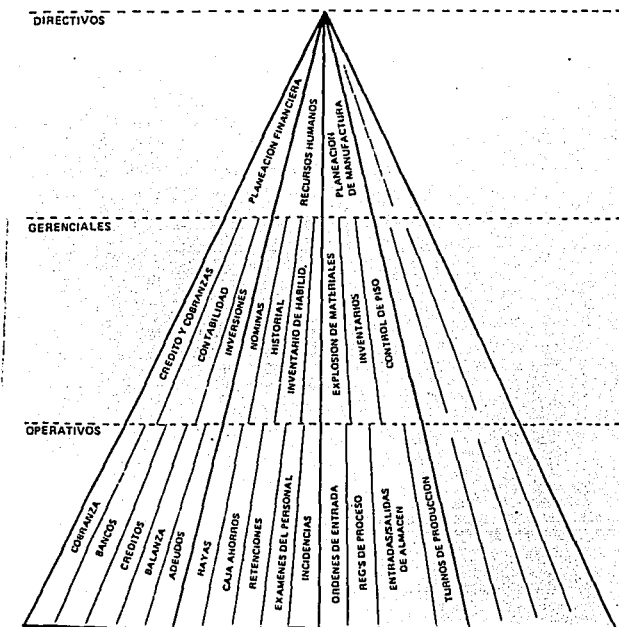 DIRECTIVOS
PLANEACION FINANCIERA
RECURSOS HUMANOS
PLANEACION
DE MANUFACTURA
GERENCIALES
CREDITO Y COBRANZAS
CONTABILIDAD
INVERSIONES
NOMINAS
HISTORIAL
INVENTARIO DE HABILID.
EXPLOSION DE MATERIALES
INVENTARIOS
CONTROL DE PISO
OPERATIVOS
COBRANZA
BANCOS
CREDITOS
BALANZA
ADEUDOS
RAYAS
CAJA AHORROS
RETENCIONES
EXAMENES DEL PERSONAL
INCIDENCIAS
ORDENES DE ENTRADA
REG'S DE PROCESO
ENTRADAS/SALIDAS
DE ALMACEN
TURNOS DE PRODUCCION